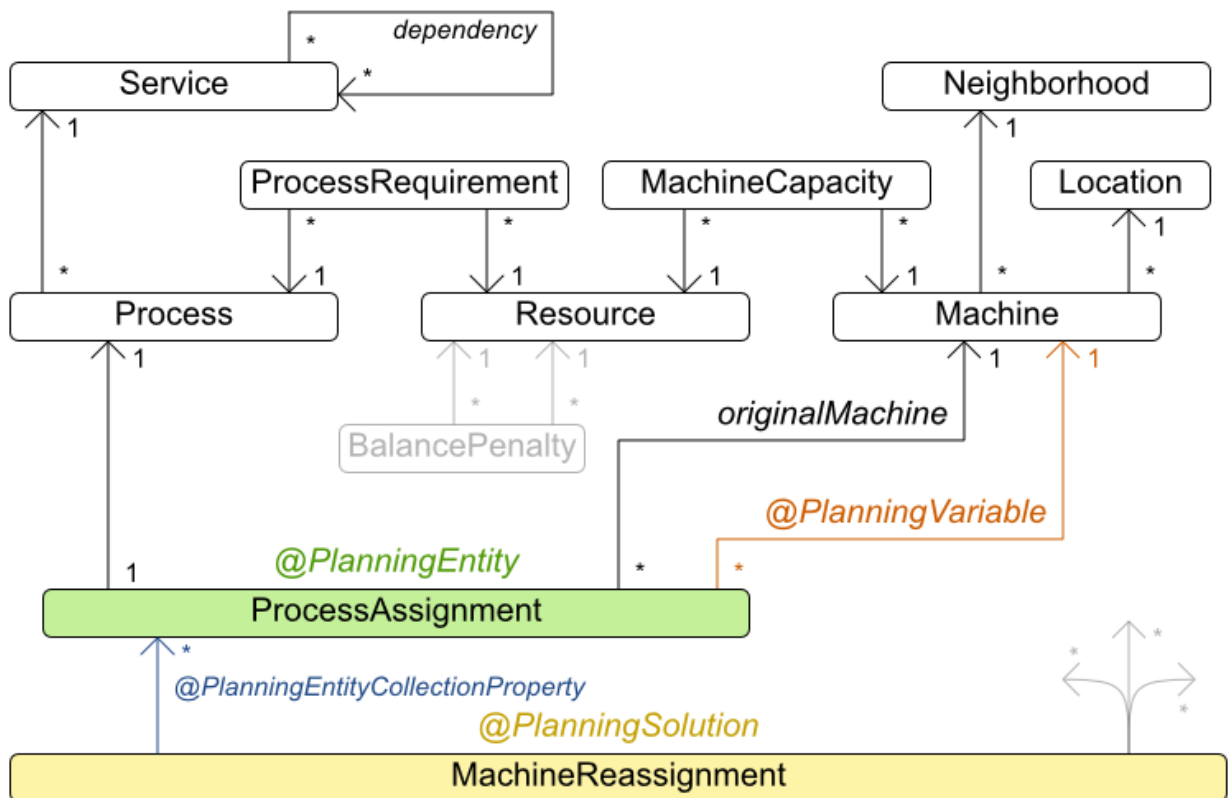 dependency
*
*
Service
Neighborhood
1
1
ProcessRequirement
MachineCapacity
Location
*
*
*
*
1
*
1
1
1
1
*
*
Process
Resource
Machine
1
1
1
1
1
*
*
originalMachine
BalancePenalty
@PlanningVariable
@PlanningEntity
1
*
*
ProcessAssignment
*
*
*
@PlanningEntityCollectionProperty
*
@PlanningSolution
MachineReassignment